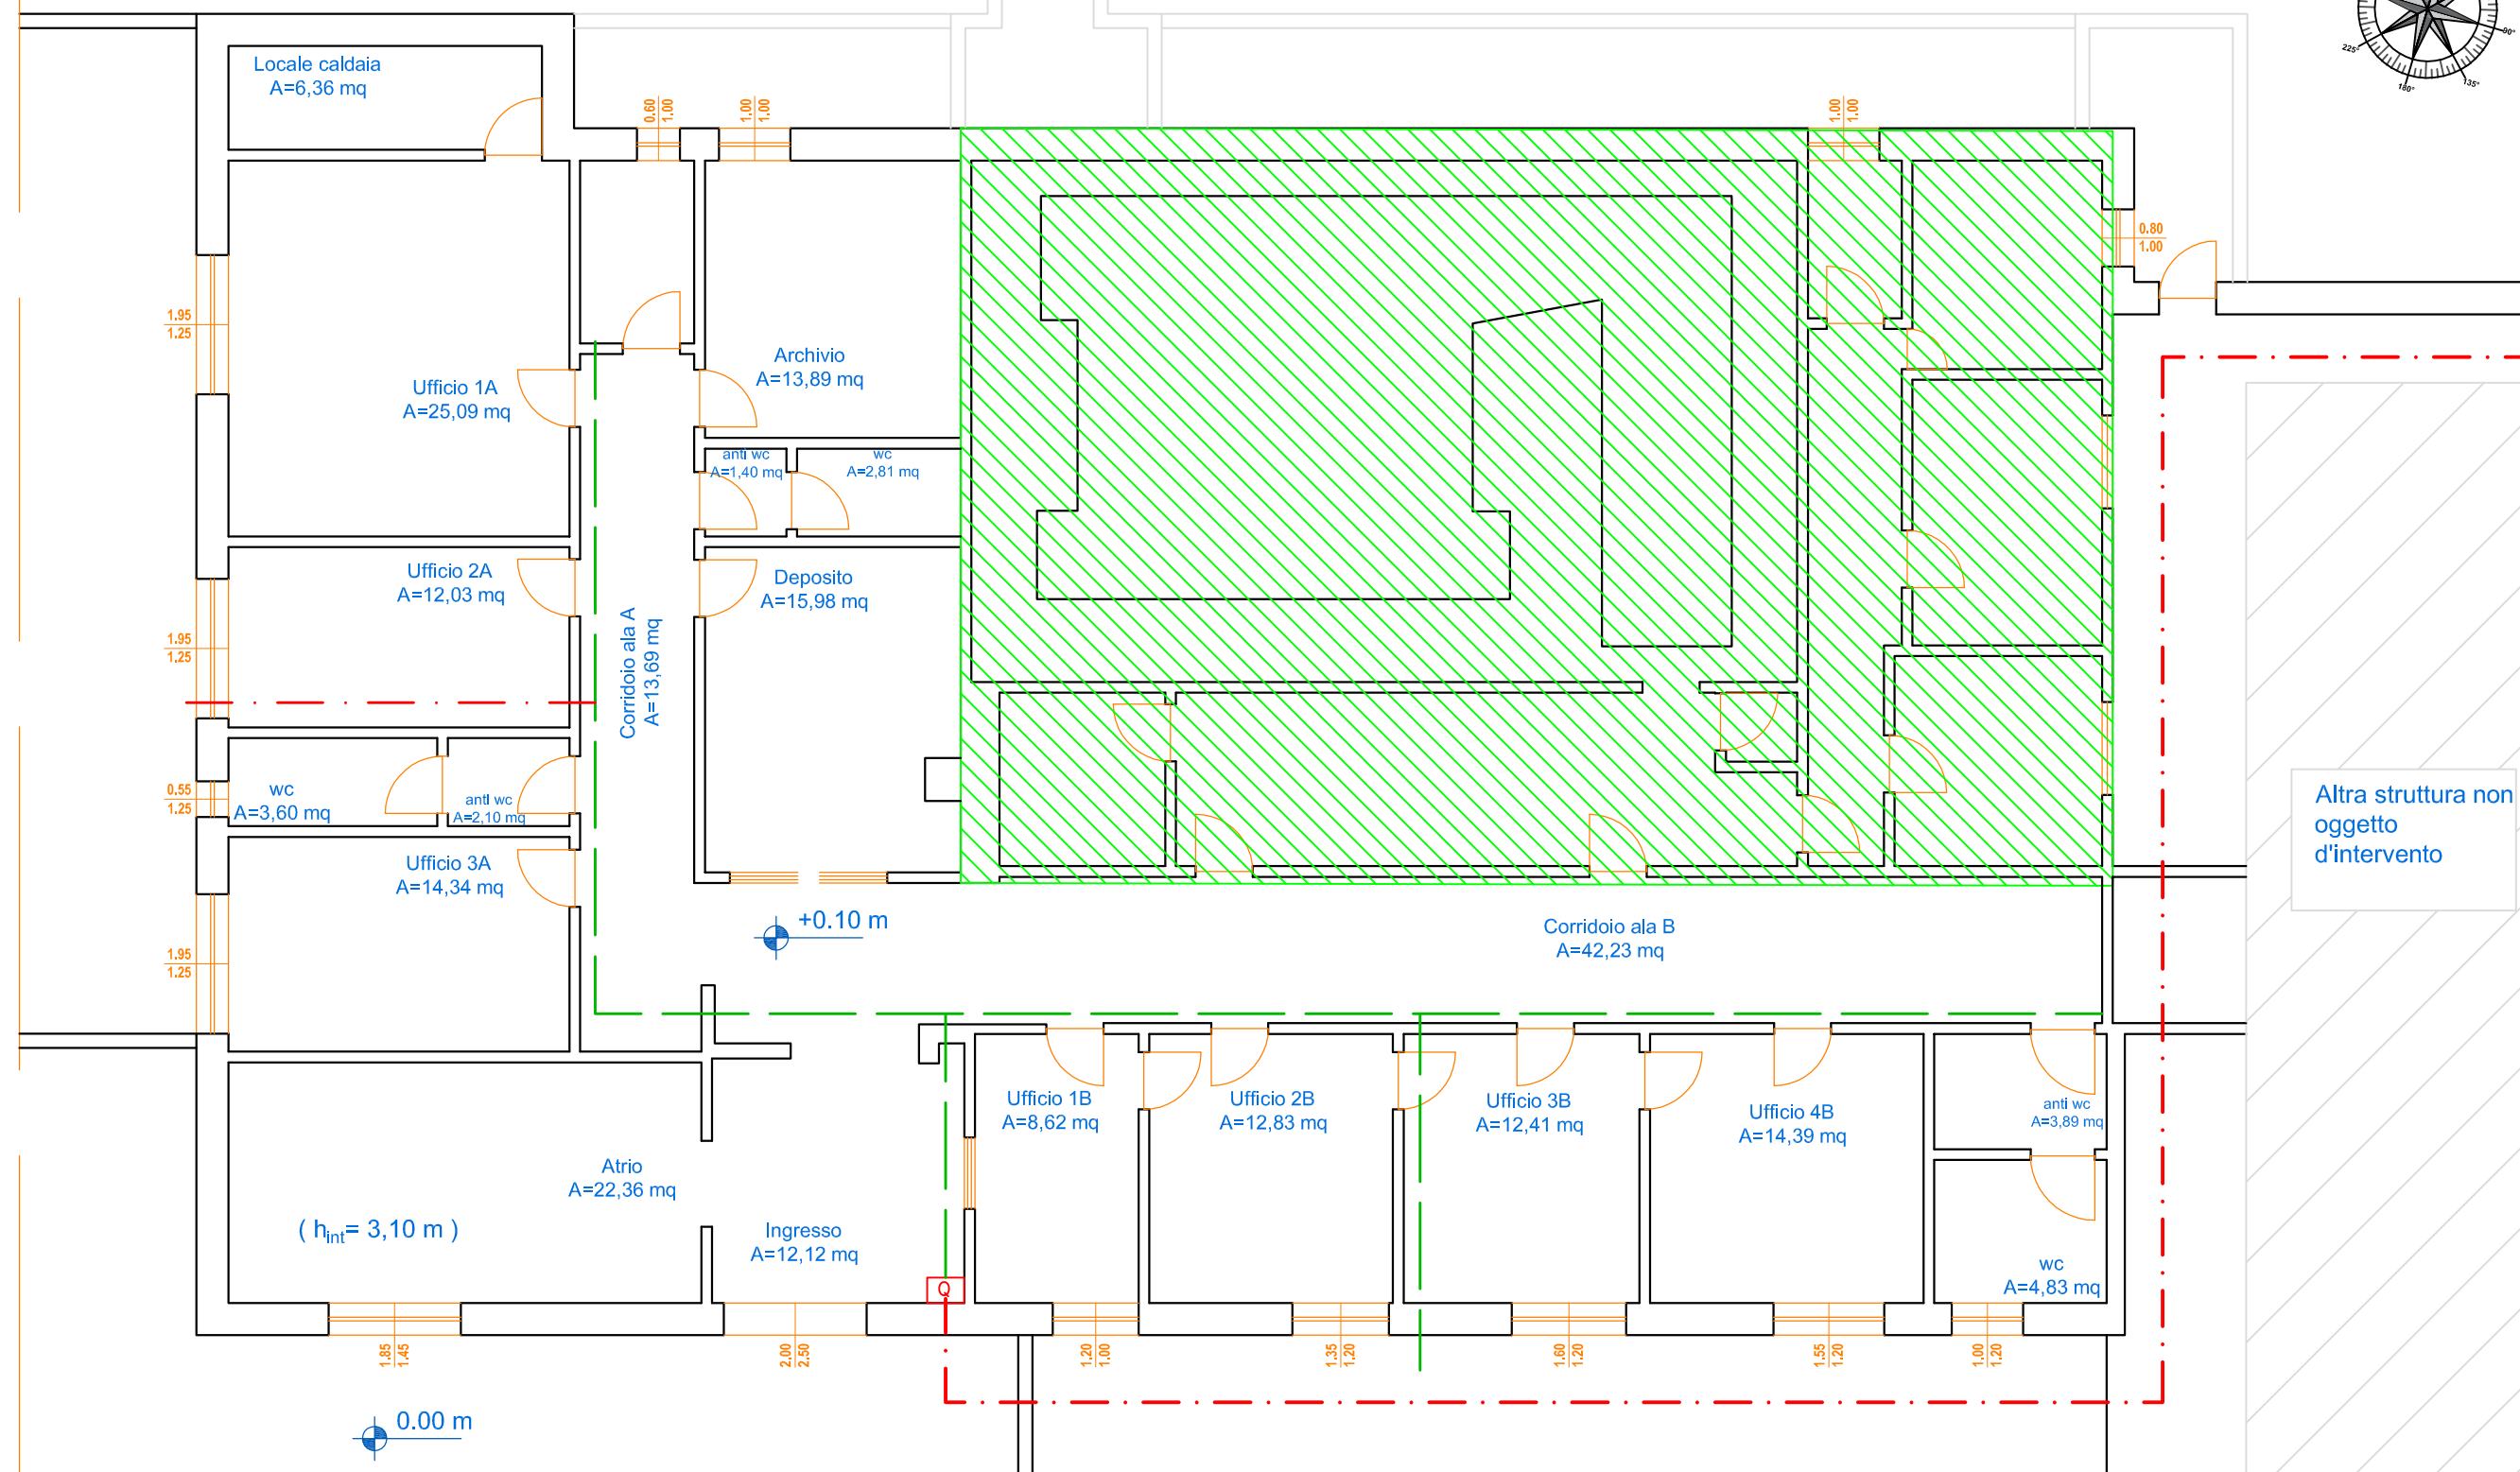 225°
180°
135°
90°
Locale caldaia
A=6,36 mq
0.60
1.00
1.00
1.00
1.00
1.00
0.80
1.00
1.95
1.25
Ufficio 1A
A=25,09 mq
Archivio
A=13,89 mq
anti wc
A=1,40 mq
wc
A=2,81 mq
Ufficio 2A
A=12,03 mq
Deposito
A=15,98 mq
1.95
1.25
Corridoio ala A
A=13,69 mq
0.55
1.25
wc
A=3,60 mq
anti wc
A=2,10 mq
Altra struttura non
oggetto
d'intervento
Ufficio 3A
A=14,34 mq
+0.10 m
Corridoio ala B
A=42,23 mq
1.95
1.25
Ufficio 1B
A=8,62 mq
Ufficio 2B
A=12,83 mq
Ufficio 3B
A=12,41 mq
Ufficio 4B
A=14,39 mq
anti wc
A=3,89 mq
Atrio
A=22,36 mq
( hint= 3,10 m )
Ingresso
A=12,12 mq
Q
wc
A=4,83 mq
1.85
1.45
2.00
2.50
1.20
1.00
1.35
1.20
1.60
1.20
1.55
1.20
1.00
1.20
0.00 m